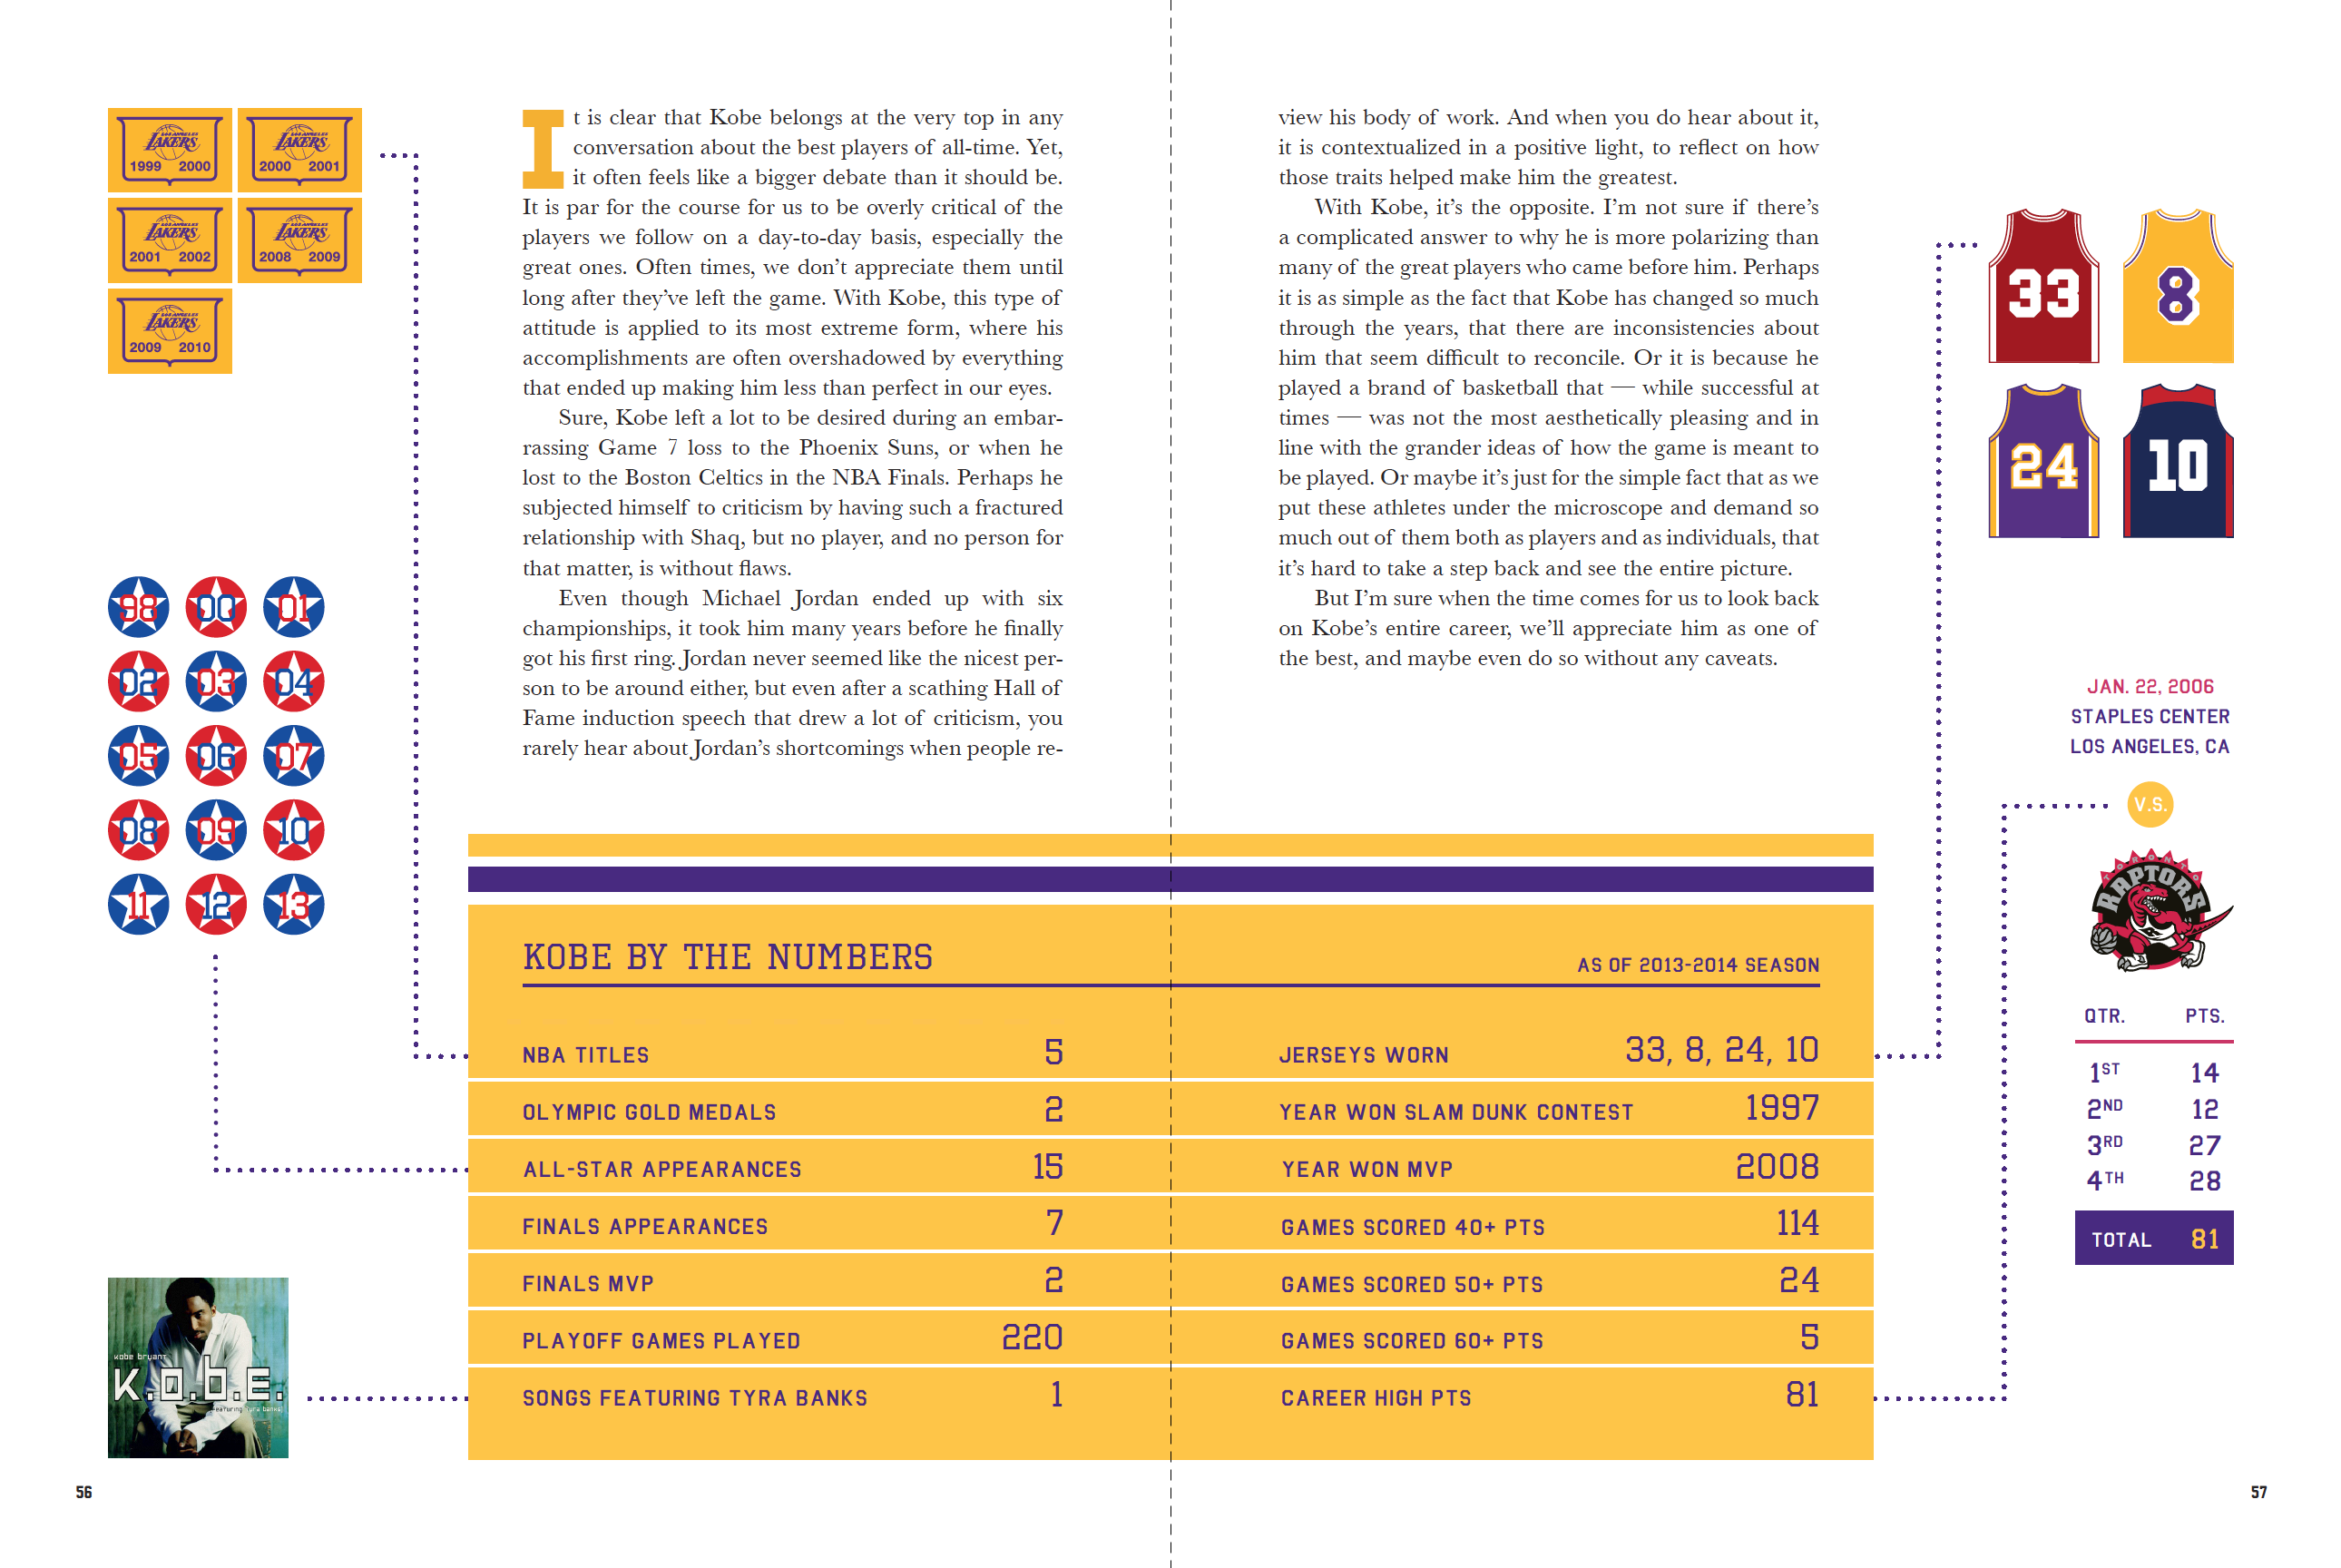 LOS ANGELES
LAKERS
1999 2000
LOS ANGELES
LAKERS
2000 2001
LOS ANGELES
LAKERS
2001 2002
LOS ANGELES
LAKERS
2008 2009
LOS ANGELES
LAKERS
2009 2010
98 00 01
02 03 04
05 06 07
08 09 10
11 12 13
kobe bryant
K.O.B.E.
featuring tyra banks
56
It is clear that Kobe belongs at the very top in any
conversation about the best players of all-time. Yet,
it often feels like a bigger debate than it should be.
It is par for the course for us to be overly critical of the
players we follow on a day-to-day basis, especially the
great ones. Often times, we don’t appreciate them until
long after they’ve left the game. With Kobe, this type of
attitude is applied to its most extreme form, where his
accomplishments are often overshadowed by everything
that ended up making him less than perfect in our eyes.
Sure, Kobe left a lot to be desired during an embar-
rassing Game 7 loss to the Phoenix Suns, or when he
lost to the Boston Celtics in the NBA Finals. Perhaps he
subjected himself to criticism by having such a fractured
relationship with Shaq, but no player, and no person for
that matter, is without flaws.
Even though Michael Jordan ended up with six
championships, it took him many years before he finally
got his first ring. Jordan never seemed like the nicest per-
son to be around either, but even after a scathing Hall of
Fame induction speech that drew a lot of criticism, you
rarely hear about Jordan’s shortcomings when people re-
view his body of work. And when you do hear about it,
it is contextualized in a positive light, to reflect on how
those traits helped make him the greatest.
With Kobe, it’s the opposite. I’m not sure if there’s
a complicated answer to why he is more polarizing than
many of the great players who came before him. Perhaps
it is as simple as the fact that Kobe has changed so much
through the years, that there are inconsistencies about
him that seem difficult to reconcile. Or it is because he
played a brand of basketball that — while successful at
times — was not the most aesthetically pleasing and in
line with the grander ideas of how the game is meant to
be played. Or maybe it’s just for the simple fact that as we
put these athletes under the microscope and demand so
much out of them both as players and as individuals, that
it’s hard to take a step back and see the entire picture.
But I’m sure when the time comes for us to look back
on Kobe’s entire career, we’ll appreciate him as one of
the best, and maybe even do so without any caveats.
KOBE BY THE NUMBERS
AS OF 2013-2014 SEASON
NBA TITLES 5
OLYMPIC GOLD MEDALS 2
ALL-STAR APPEARANCES 15
FINALS APPEARANCES 7
FINALS MVP 2
PLAYOFF GAMES PLAYED 220
SONGS FEATURING TYRA BANKS 1
JERSEYS WORN 33, 8, 24, 10
YEAR WON SLAM DUNK CONTEST 1997
YEAR WON MVP 2008
GAMES SCORED 40+ PTS 114
GAMES SCORED 50+ PTS 24
GAMES SCORED 60+ PTS 5
CAREER HIGH PTS 81
33 8
24 10
JAN. 22, 2006
STAPLES CENTER
LOS ANGELES, CA
V.S.
TORONTO
RAPTORS
QTR. PTS.
1ST 14
2ND 12
3RD 27
4TH 28
TOTAL 81
57